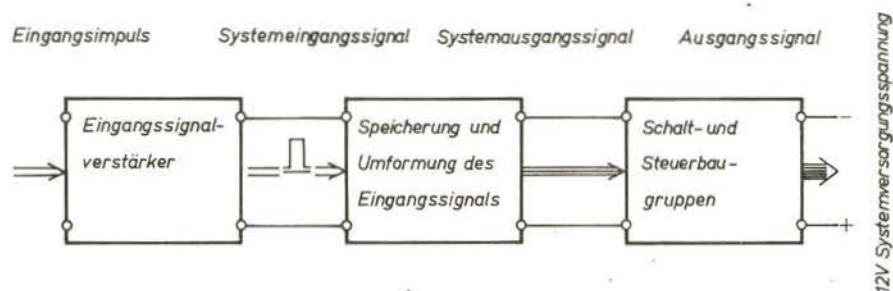 Eingangsimpuls
Systemeingangssignal
Systemausgangssignal
Ausgangssignal
Eingangssignal-
verstärker
Speicherung und
Umformung des
Eingangssignals
Schalt- und
Steuerbau-
gruppen
−
+
12V Systemversorgungsspannung